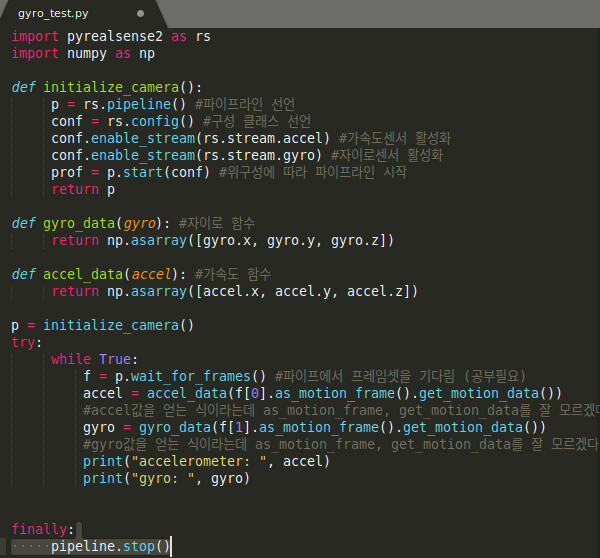 gyro_test.py
import pyrealsense2 as rs
import numpy as np
def initialize_camera():
p = rs.pipeline() #파이프라인 선언
conf = rs.config() #구성 클래스 선언
conf.enable_stream(rs.stream.accel) #가속도센서 활성화
conf.enable_stream(rs.stream.gyro) #자이로센서 활성화
prof = p.start(conf) #위구성에 따라 파이프라인 시작
return p
def gyro_data(gyro): #자이로 함수
return np.asarray([gyro.x, gyro.y, gyro.z])
def accel_data(accel): #가속도 함수
return np.asarray([accel.x, accel.y, accel.z])
p = initialize_camera()
try:
while True:
f = p.wait_for_frames() #파이프에서 프레임셋을 기다림 (공부필요)
accel = accel_data(f[0].as_motion_frame().get_motion_data())
#accel값을 얻는 식이라는데 as_motion_frame, get_motion_data를 잘 모르겠다
gyro = gyro_data(f[1].as_motion_frame().get_motion_data())
#gyro값을 얻는 식이라는데 as_motion_frame, get_motion_data를 잘 모르겠다
print("accelerometer: ", accel)
print("gyro: ", gyro)
finally:
pipeline.stop()